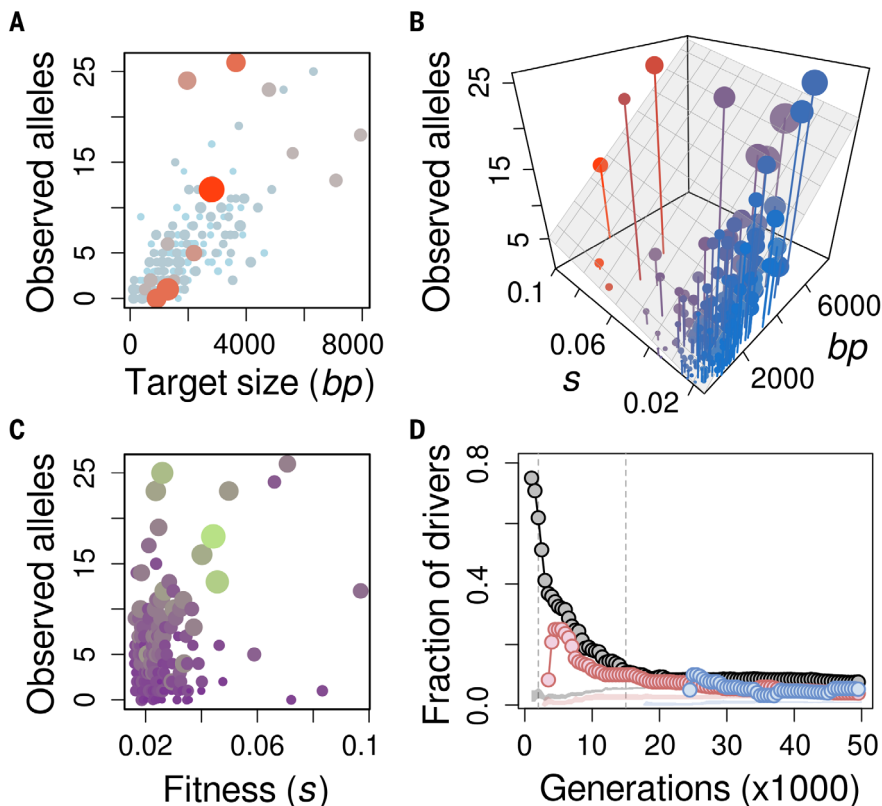 A
Observed alleles
25
15
5
0
0
4000
8000
Target size (bp)
B
Observed alleles
25
15
5
0.1
0.06
0.02
s
6000
2000
bp
C
Observed alleles
25
15
5
0
0.02
0.06
0.1
Fitness (s)
D
Fraction of drivers
0.8
0.4
0.0
0 10 20 30 40 50
Generations (x1000)